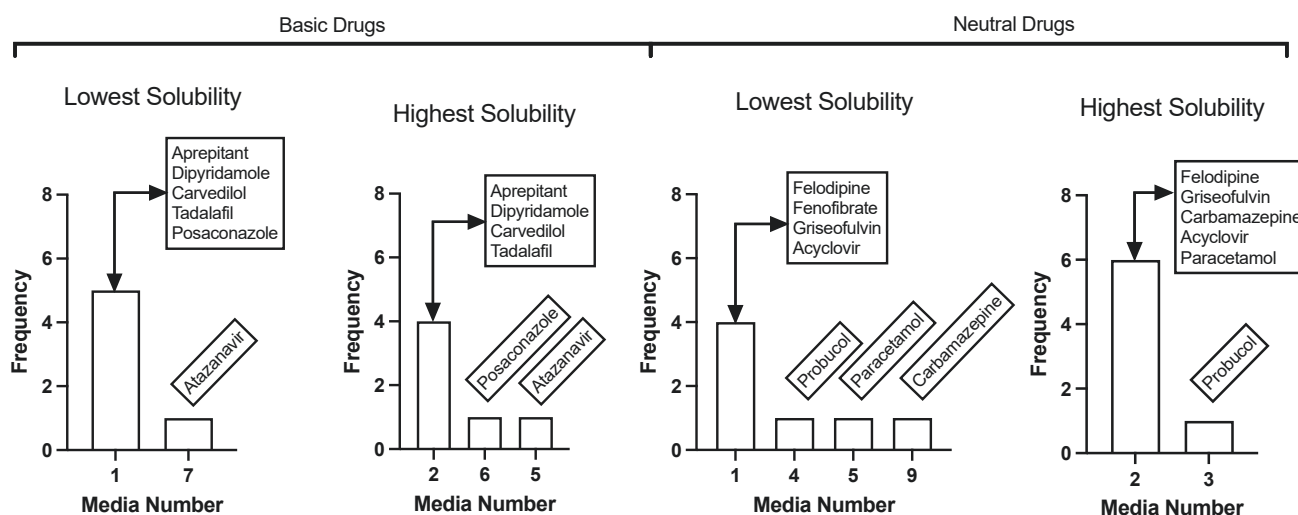 Basic Drugs
Neutral Drugs
Lowest Solubility
Aprepitant
Dipyridamole
Carvedilol
Tadalafil
Posaconazole
8
6
4
2
0
Frequency
Atazanavir
1 7
Media Number
Highest Solubility
Aprepitant
Dipyridamole
Carvedilol
Tadalafil
8
6
4
2
0
Frequency
Posaconazole
Atazanavir
2 6 5
Media Number
Lowest Solubility
Felodipine
Fenofibrate
Griseofulvin
Acyclovir
8
6
4
2
0
Frequency
Probucol
Paracetamol
Carbamazepine
1 4 5 9
Media Number
Highest Solubility
Felodipine
Griseofulvin
Carbamazepine
Acyclovir
Paracetamol
8
6
4
2
0
Frequency
Probucol
2 3
Media Number